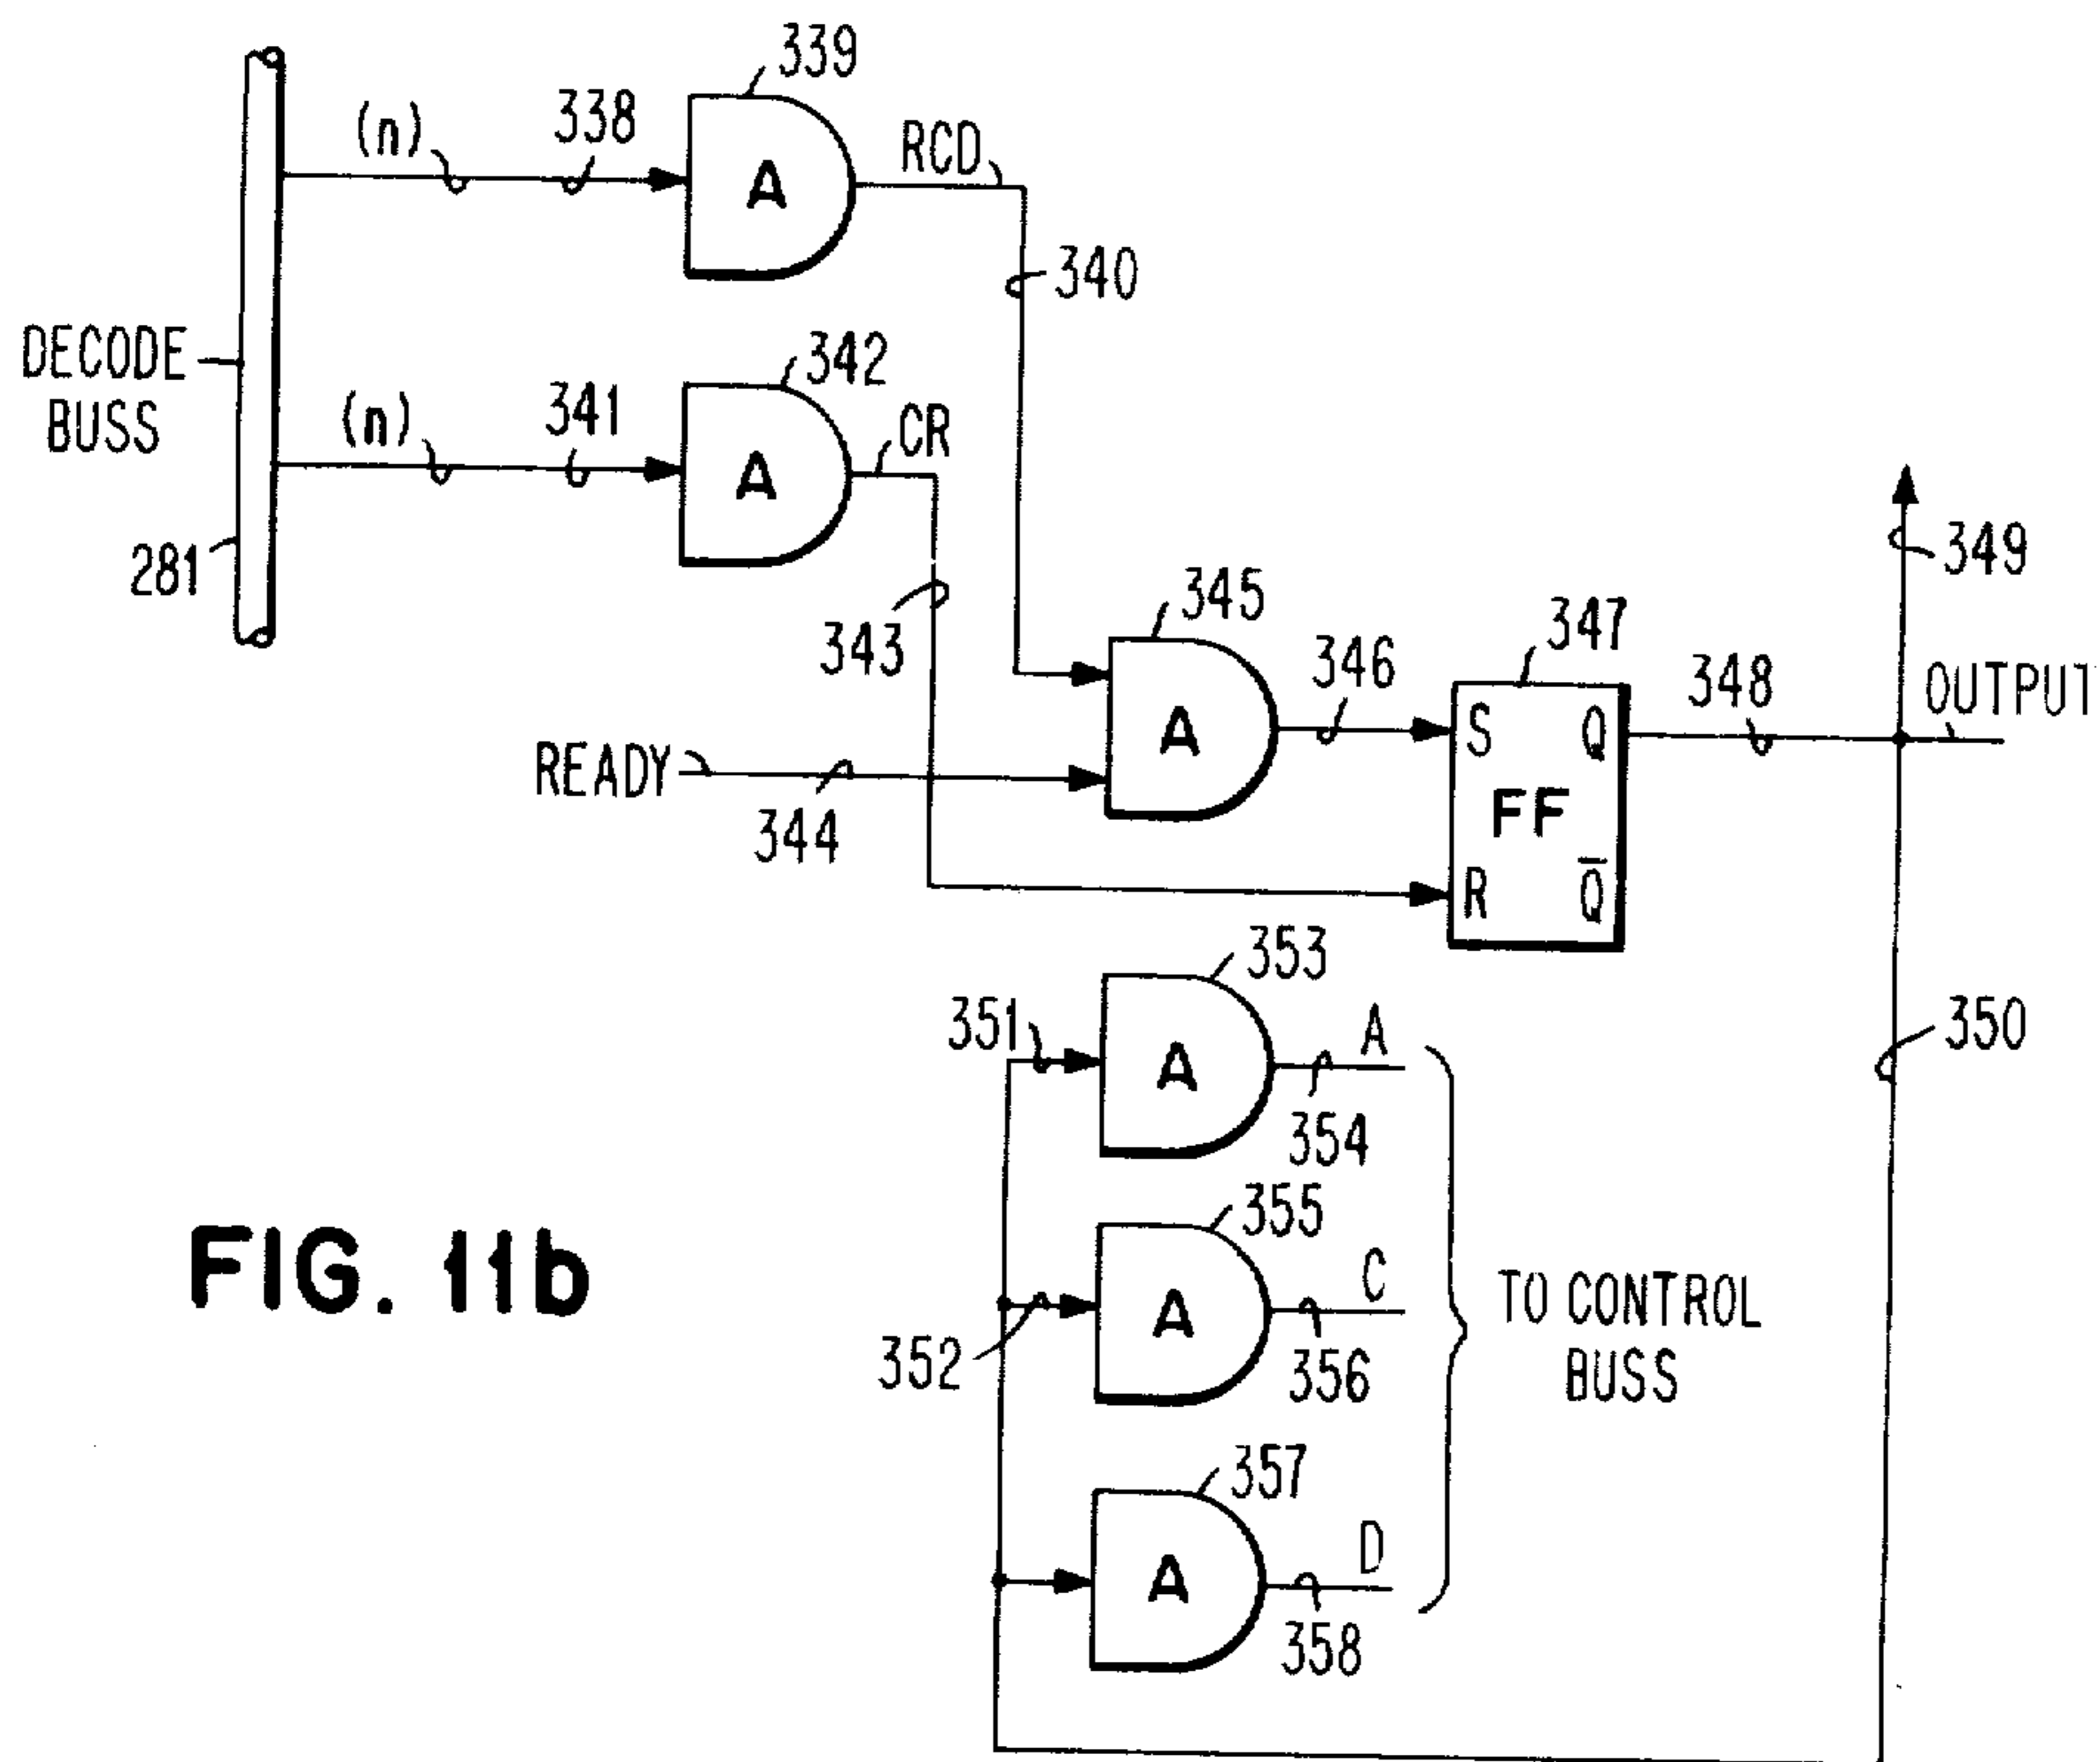 339
(n)
338
A
RCD
340
DECODE
BUSS
342
(n)
341
A
CR
281
343
345
346
347
348
349
OUTPUT
READY
344
A
S
Q
FF
R
Q̅
353
351
A
A
354
350
355
352
A
C
356
TO CONTROL
BUSS
357
A
D
358
FIG. 11b